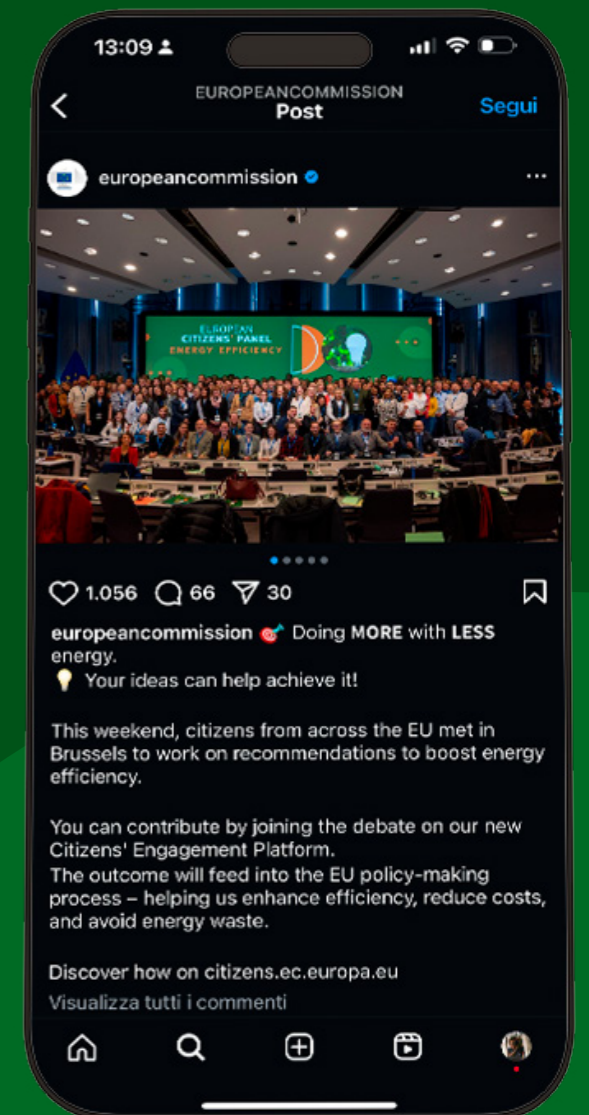 13:09
EUROPEANCOMMISSION
Post
Segui
europeancommission
EUROPEAN
CITIZENS' PANEL
ENERGY EFFICIENCY
1.056 66 30
europeancommission 🎯 Doing MORE with LESS
energy.
💡 Your ideas can help achieve it!
This weekend, citizens from across the EU met in
Brussels to work on recommendations to boost energy
efficiency.
You can contribute by joining the debate on our new
Citizens' Engagement Platform.
The outcome will feed into the EU policy-making
process – helping us enhance efficiency, reduce costs,
and avoid energy waste.
Discover how on citizens.ec.europa.eu
Visualizza tutti i commenti